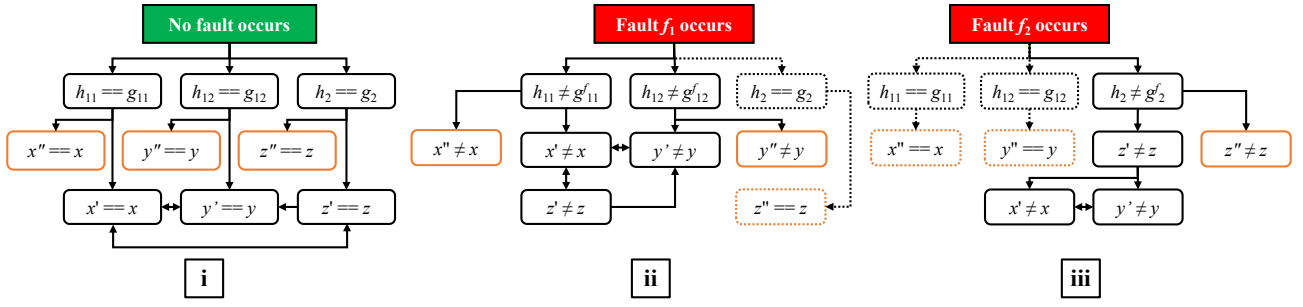 No fault occurs
h₁₁ == g₁₁
h₁₂ == g₁₂
h₂ == g₂
x" == x
y" == y
z" == z
x' == x
y' == y
z' == z
i
Fault f₁ occurs
h₁₁ ≠ gᶠ₁₁
h₁₂ ≠ gᶠ₁₂
h₂ == g₂
x" ≠ x
x' ≠ x
y' ≠ y
y" ≠ y
z' ≠ z
z" == z
ii
Fault f₂ occurs
h₁₁ == g₁₁
h₁₂ == g₁₂
h₂ ≠ gᶠ₂
x" == x
y" == y
z' ≠ z
z" ≠ z
x' ≠ x
y' ≠ y
iii